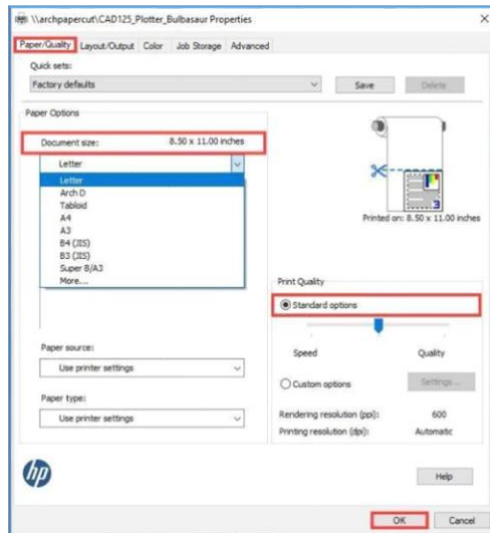 \\archpapercut\CAD125_Plotter_Bulbasaur Properties
Paper/Quality Layout/Output Color Job Storage Advanced
Quick sets:
Factory defaults
Save
Delete
Paper Options
Document size: 8.50 x 11.00 inches
Letter
Letter
Arch D
Tabloid
A4
A3
B4 (JIS)
B3 (JIS)
Super B/A3
More...
3
Printed on: 8.50 x 11.00 inches
Print Quality
Standard options
Speed Quality
Custom options
Settings...
Rendering resolution (ppi): 600
Printing resolution (dpi): Automatic
Paper source:
Use printer settings
Paper type:
Use printer settings
hp
Help
OK
Cancel